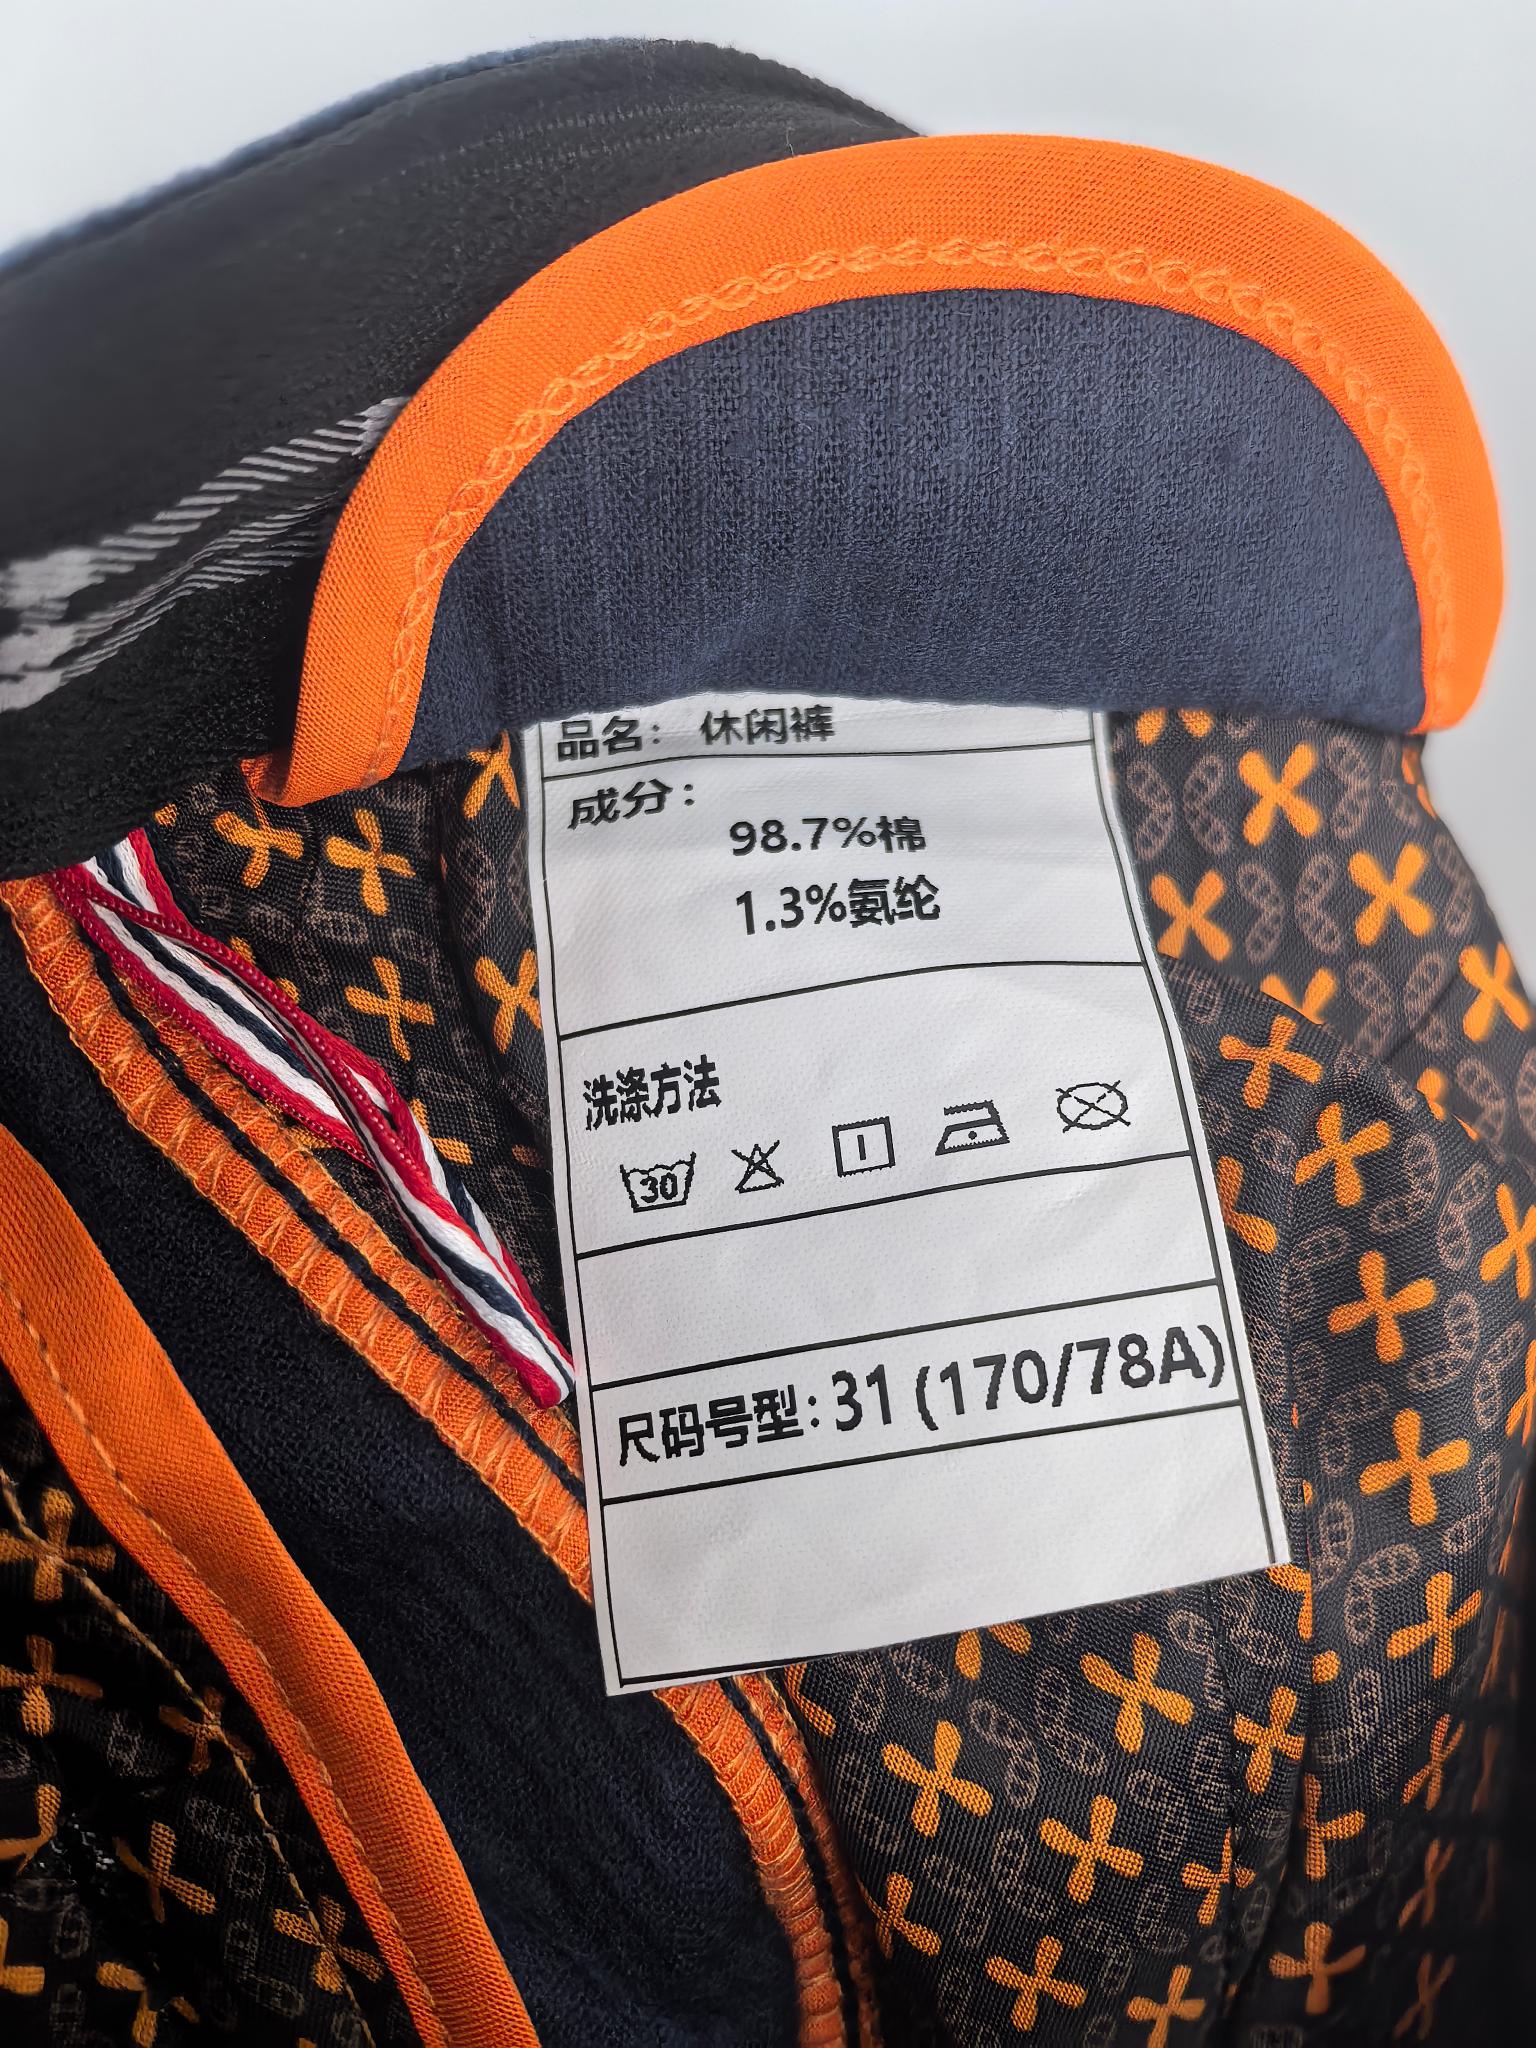 品名：休闲裤
成分：
98.7%棉
1.3%氨纶
洗涤方法
30
尺码号型：31 (170/78A)